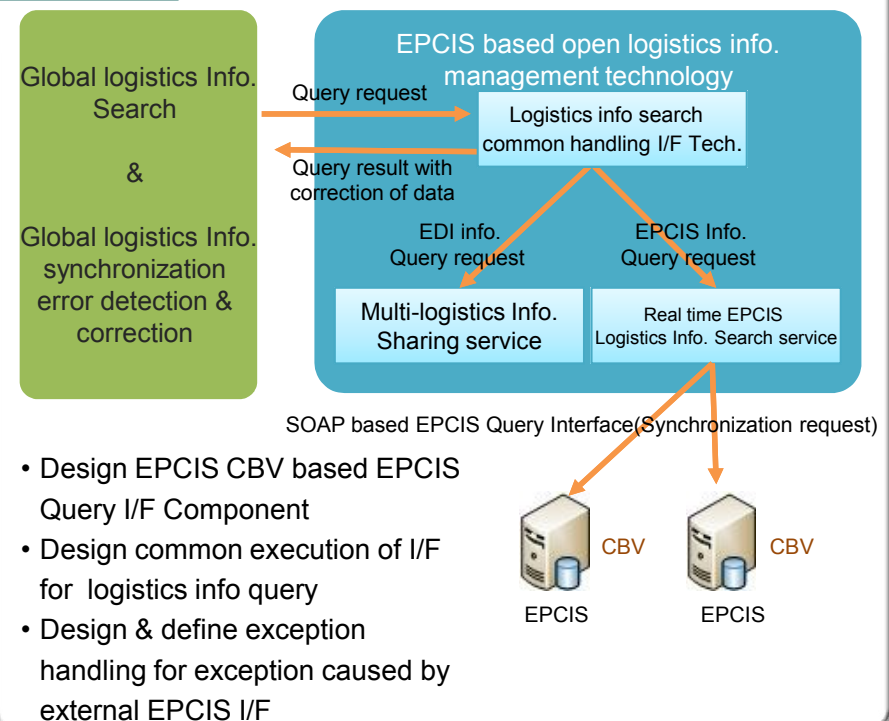 Global logistics Info.
Search
&
Global logistics Info.
synchronization
error detection &
correction
EPCIS based open logistics info.
management technology
Query request
Logistics info search
common handling I/F Tech.
Query result with
correction of data
EDI info.
Query request
EPCIS Info.
Query request
Multi-logistics Info.
Sharing service
Real time EPCIS
Logistics Info. Search service
SOAP based EPCIS Query Interface(Synchronization request)
• Design EPCIS CBV based EPCIS
Query I/F Component
• Design common execution of I/F
for logistics info query
• Design & define exception
handling for exception caused by
external EPCIS I/F
CBV
EPCIS
CBV
EPCIS